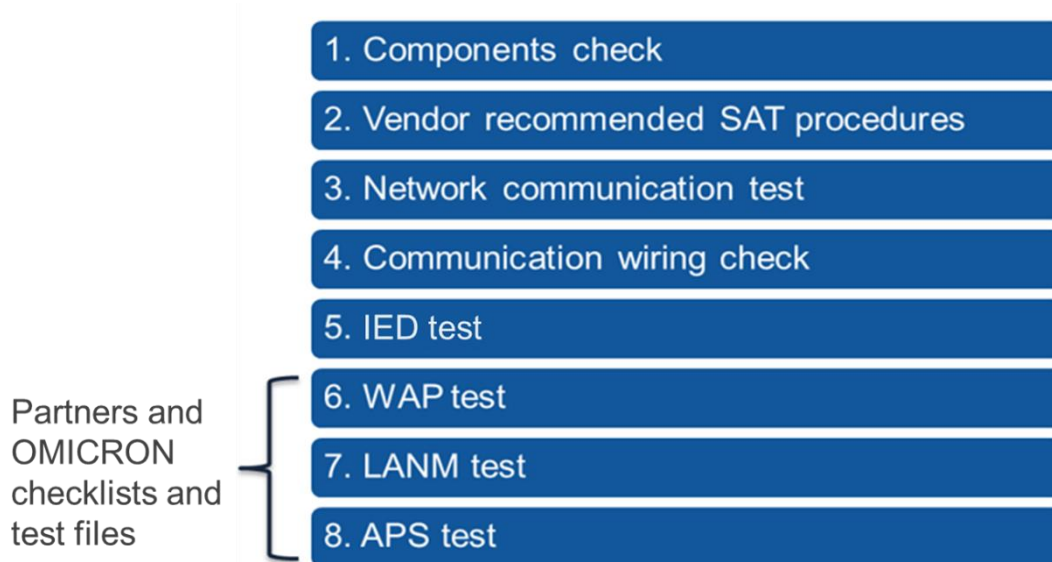 1. Components check
2. Vendor recommended SAT procedures
3. Network communication test
4. Communication wiring check
5. IED test
Partners and
OMICRON
checklists and
test files
6. WAP test
7. LANM test
8. APS test